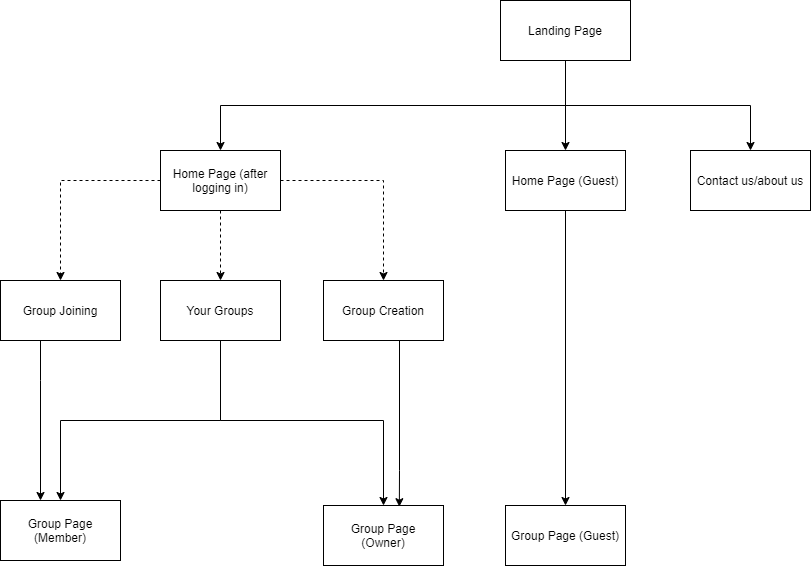 Landing Page
Home Page (after
logging in)
Home Page (Guest)
Contact us/about us
Group Joining
Your Groups
Group Creation
Group Page
(Member)
Group Page
(Owner)
Group Page (Guest)